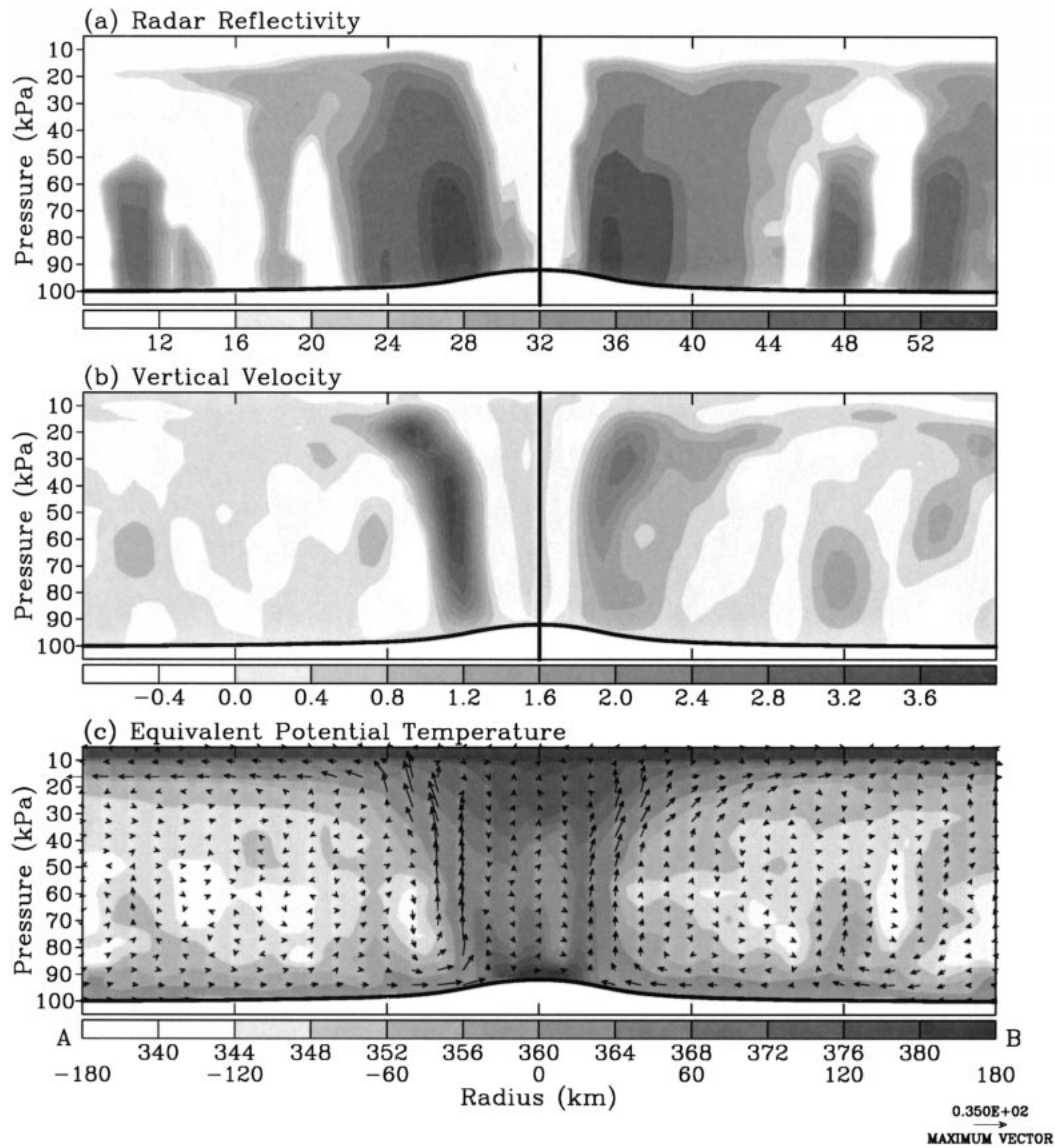 (a) Radar Reflectivity
10
20
30
40
50
60
70
80
90
100
Pressure (kPa)
12 16 20 24 28 32 36 40 44 48 52
(b) Vertical Velocity
10
20
30
40
50
60
70
80
90
100
Pressure (kPa)
-0.4 0.0 0.4 0.8 1.2 1.6 2.0 2.4 2.8 3.2 3.6
(c) Equivalent Potential Temperature
10
20
30
40
50
60
70
80
90
100
Pressure (kPa)
A B
340 344 348 352 356 360 364 368 372 376 380
-180 -120 -60 0 60 120 180
Radius (km)
0.350E+02
MAXIMUM VECTOR